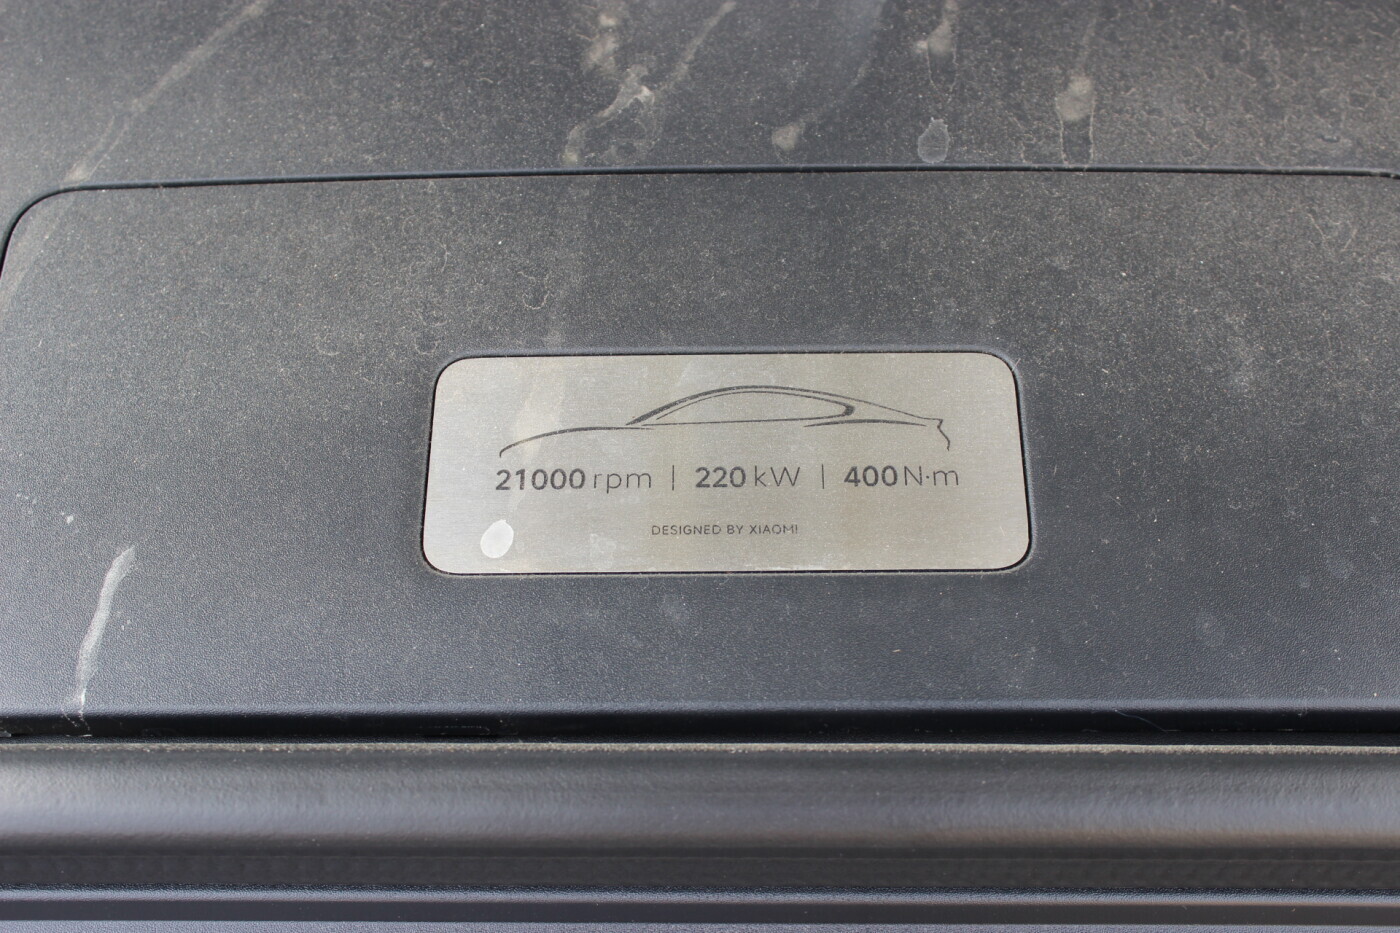 21000 rpm | 220 kW | 400 N·m
DESIGNED BY XIAOMI